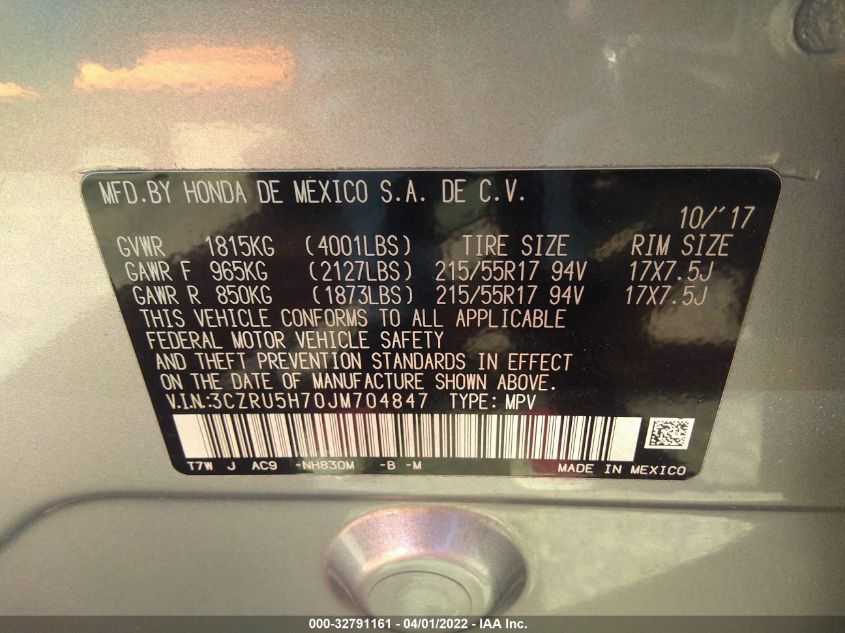 MFD.BY HONDA DE MEXICO S.A. DE C.V.
10/'17
GVWR 1815KG (4001LBS) TIRE SIZE RIM SIZE
GAWR F 965KG (2127LBS) 215/55R17 94V 17X7.5J
GAWR R 850KG (1873LBS) 215/55R17 94V 17X7.5J
THIS VEHICLE CONFORMS TO ALL APPLICABLE
FEDERAL MOTOR VEHICLE SAFETY
AND THEFT PREVENTION STANDARDS IN EFFECT
ON THE DATE OF MANUFACTURE SHOWN ABOVE.
V.I.N.:3CZRU5H70JM704847 TYPE: MPV
T7W J AC9 -NH830M -B -M MADE IN MEXICO
000-32791161 - 04/01/2022 - IAA Inc.